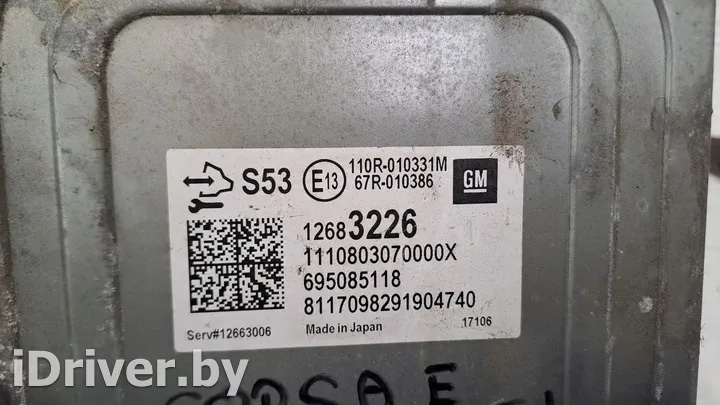 S53 E13 110R-010331M
67R-010386 GM
12683226
1110803070000X
695085118
8117098291904740
Serv#12663006 Made in Japan 17106
CORSA E
iDriver.by